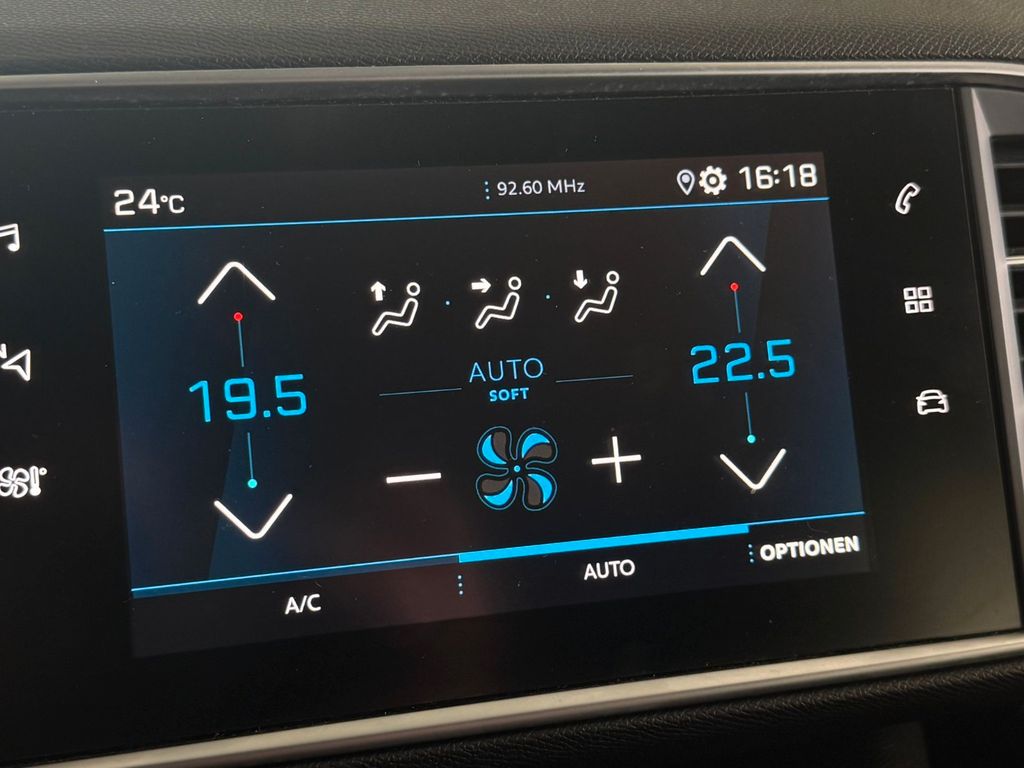 24°C 92.60 MHz 16:18
19.5 AUTO 22.5
SOFT
A/C AUTO OPTIONEN